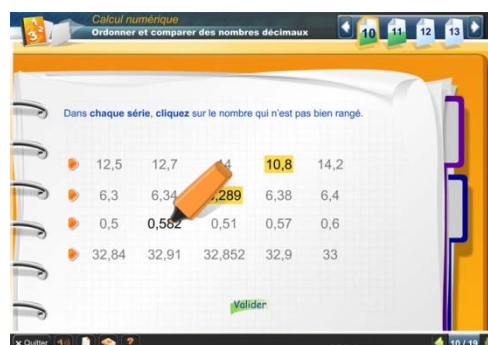 Calcul numérique
Ordonner et comparer des nombres décimaux
10 11 12 13
Dans chaque série, cliquez sur le nombre qui n'est pas bien rangé.
12,5 12,7 10,8 14,2
6,3 6,34 ,289 6,38 6,4
0,5 0,582 0,51 0,57 0,6
32,84 32,91 32,852 32,9 33
Valider
x Quitter ? 10 / 19